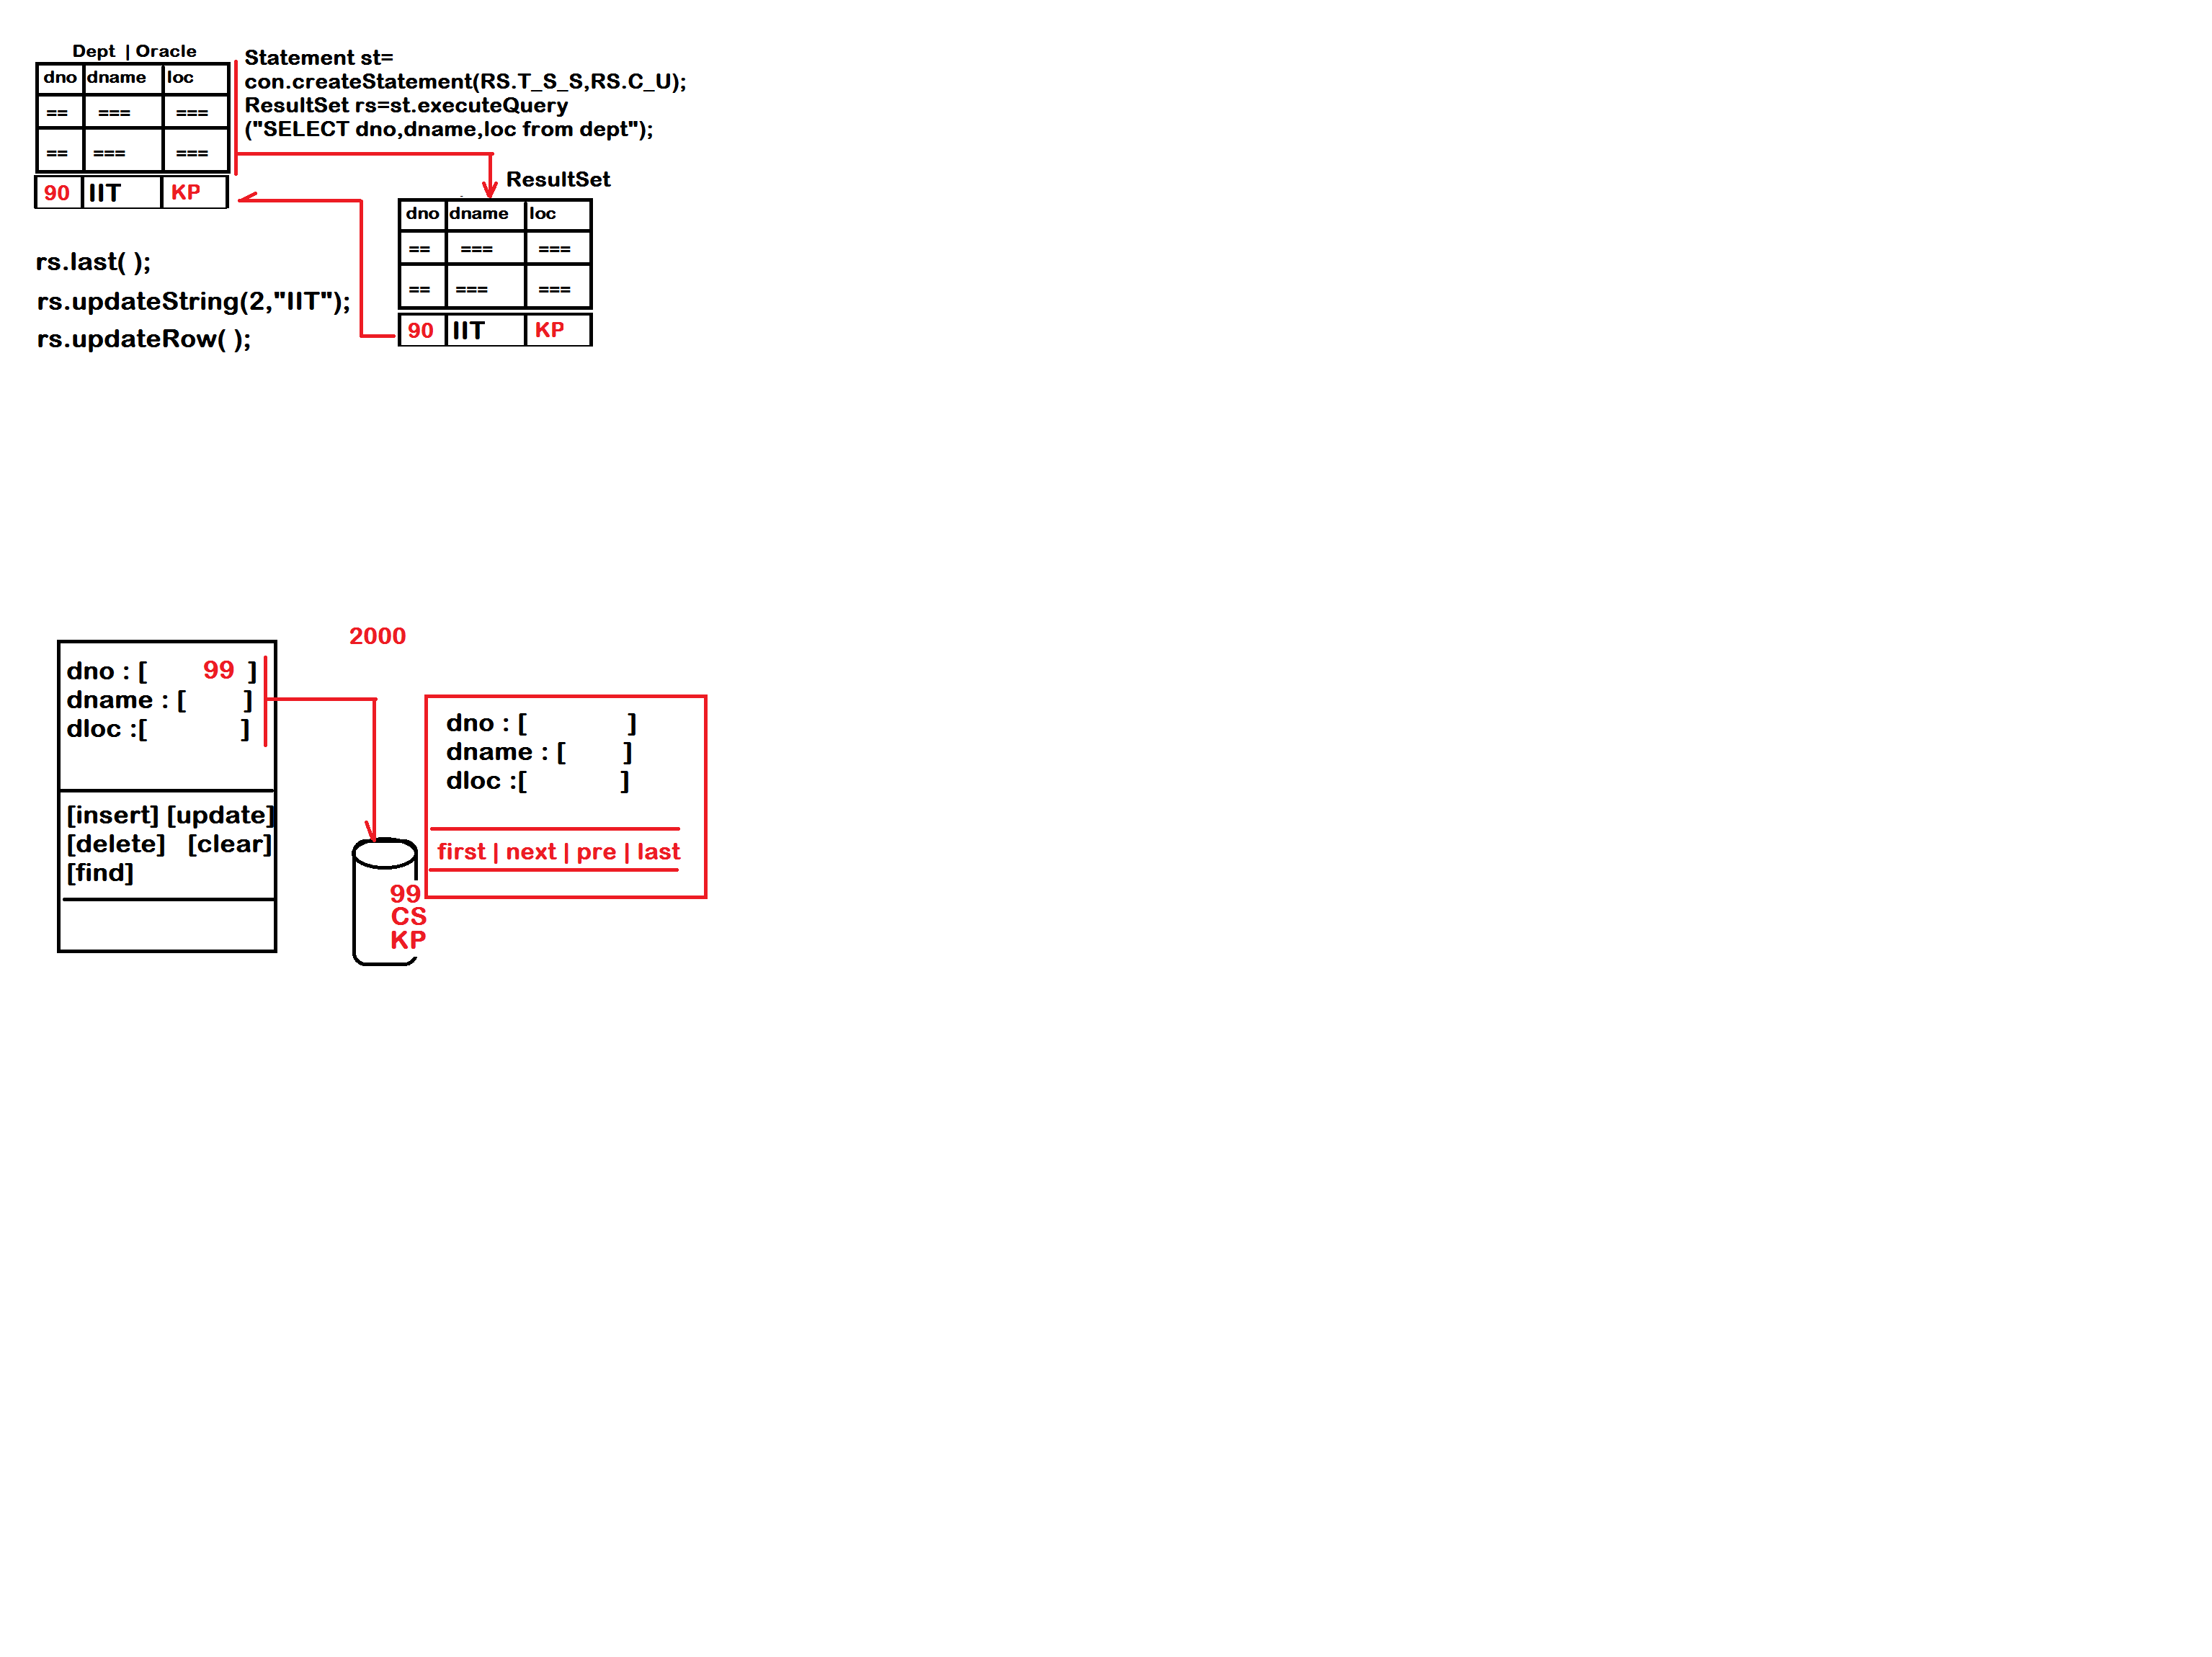 Dept | Oracle
dno dname loc
== === ===
== === ===
90 IIT KP
Statement st=
con.createStatement(RS.T_S_S,RS.C_U);
ResultSet rs=st.executeQuery
("SELECT dno,dname,loc from dept");
ResultSet
dno dname loc
== === ===
== === ===
90 IIT KP
rs.last( );
rs.updateString(2,"IIT");
rs.updateRow( );
2000
dno : [ 99 ]
dname : [ ]
dloc :[ ]
[insert] [update]
[delete] [clear]
[find]
99
CS
KP
dno : [ ]
dname : [ ]
dloc :[ ]
first | next | pre | last